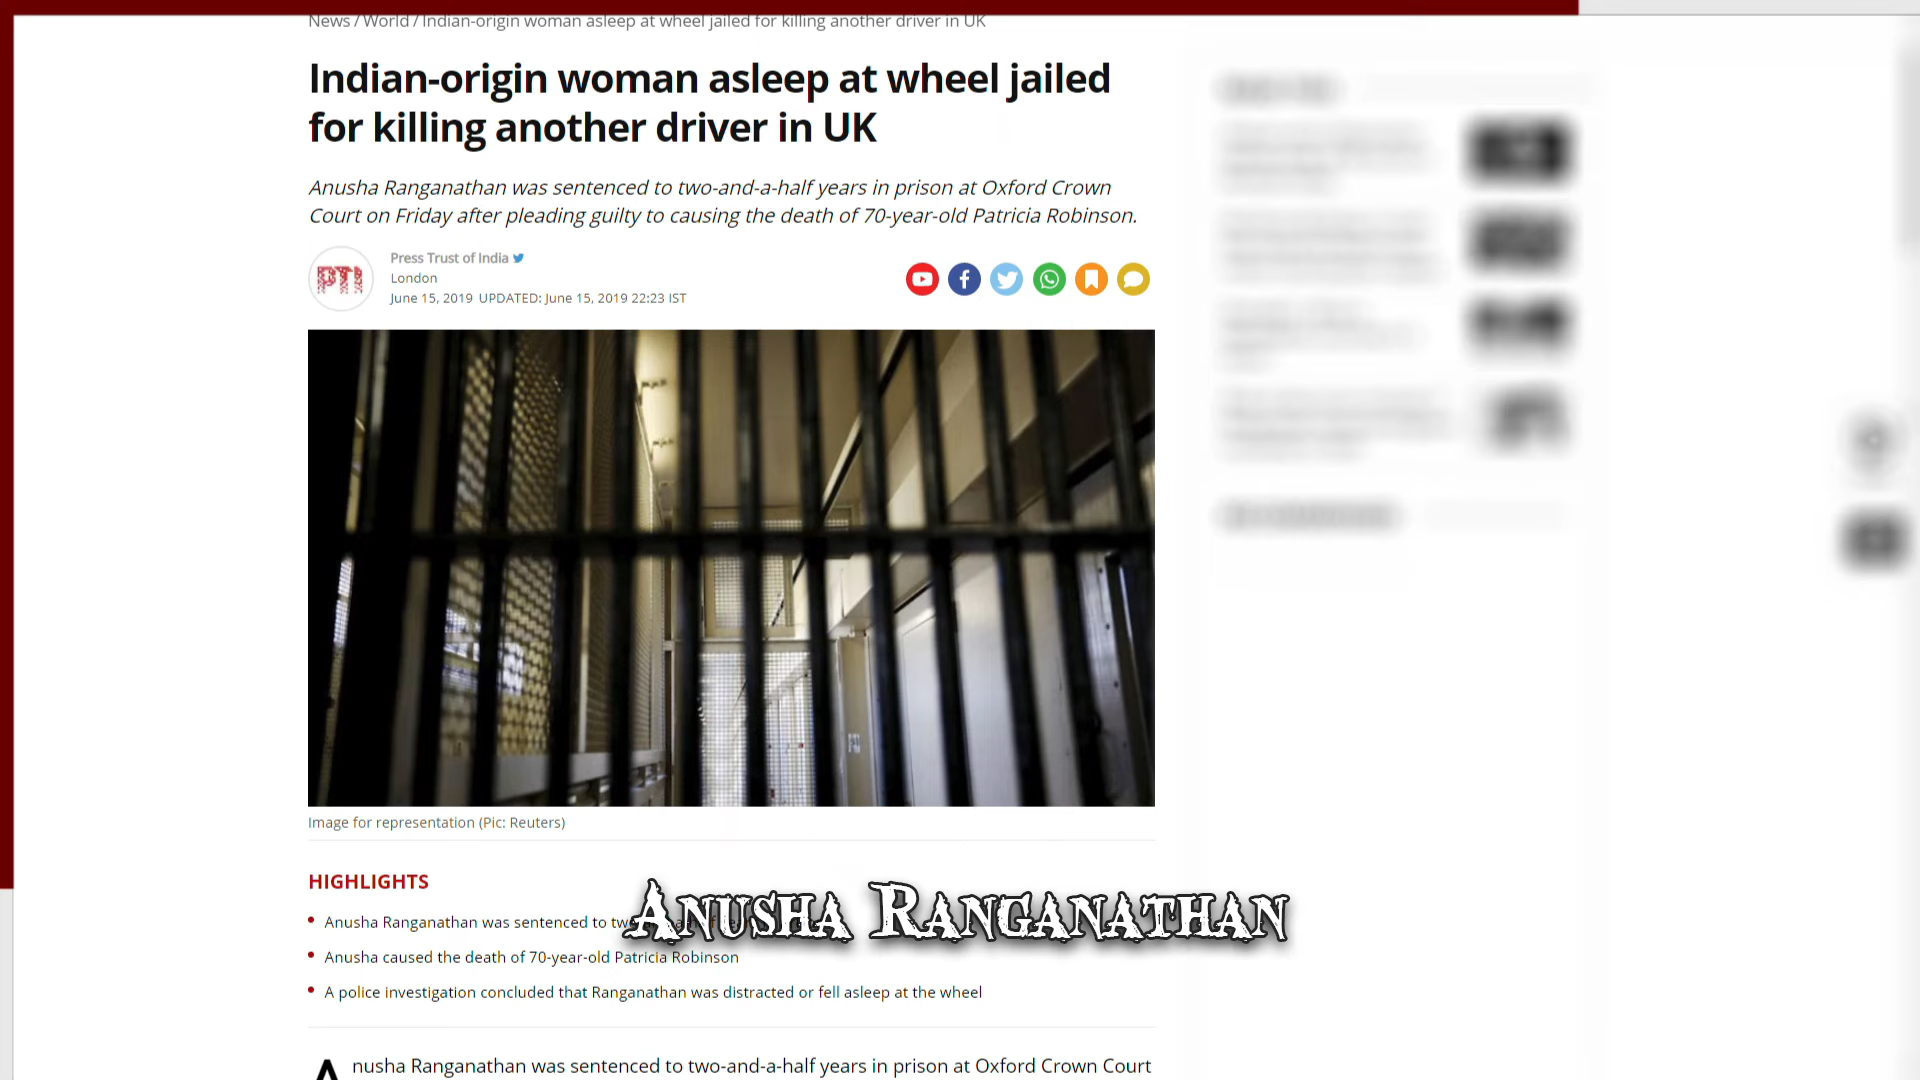 News / World / Indian-origin woman asleep at wheel jailed for killing another driver in UK
Indian-origin woman asleep at wheel jailed
for killing another driver in UK
Anusha Ranganathan was sentenced to two-and-a-half years in prison at Oxford Crown
Court on Friday after pleading guilty to causing the death of 70-year-old Patricia Robinson.
PTI
Press Trust of India
London
June 15, 2019 UPDATED: June 15, 2019 22:23 IST
Image for representation (Pic: Reuters)
HIGHLIGHTS
Anusha Ranganathan was sentenced to
Anusha Ranganathan
Anusha caused the death of 70-year-old Patricia Robinson
A police investigation concluded that Ranganathan was distracted or fell asleep at the wheel
Anusha Ranganathan was sentenced to two-and-a-half years in prison at Oxford Crown Court